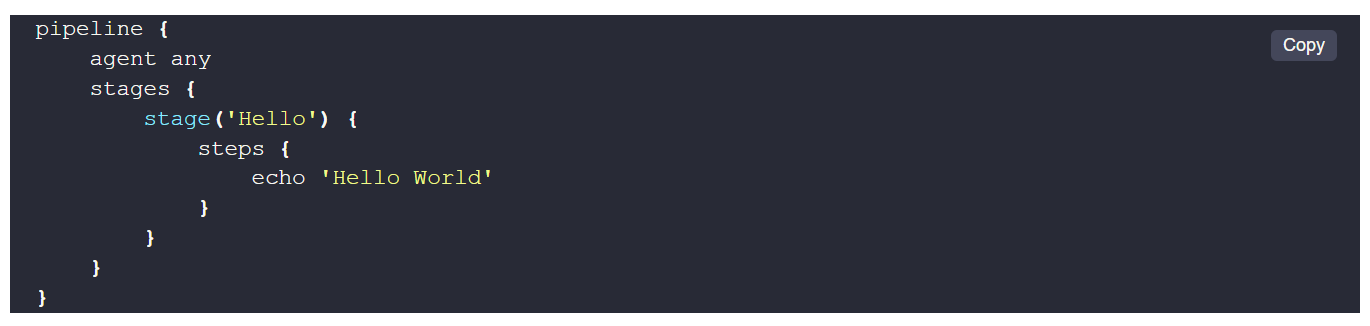 pipeline {
    agent any
    stages {
        stage('Hello') {
            steps {
                echo 'Hello World'
            }
        }
    }
}
Copy